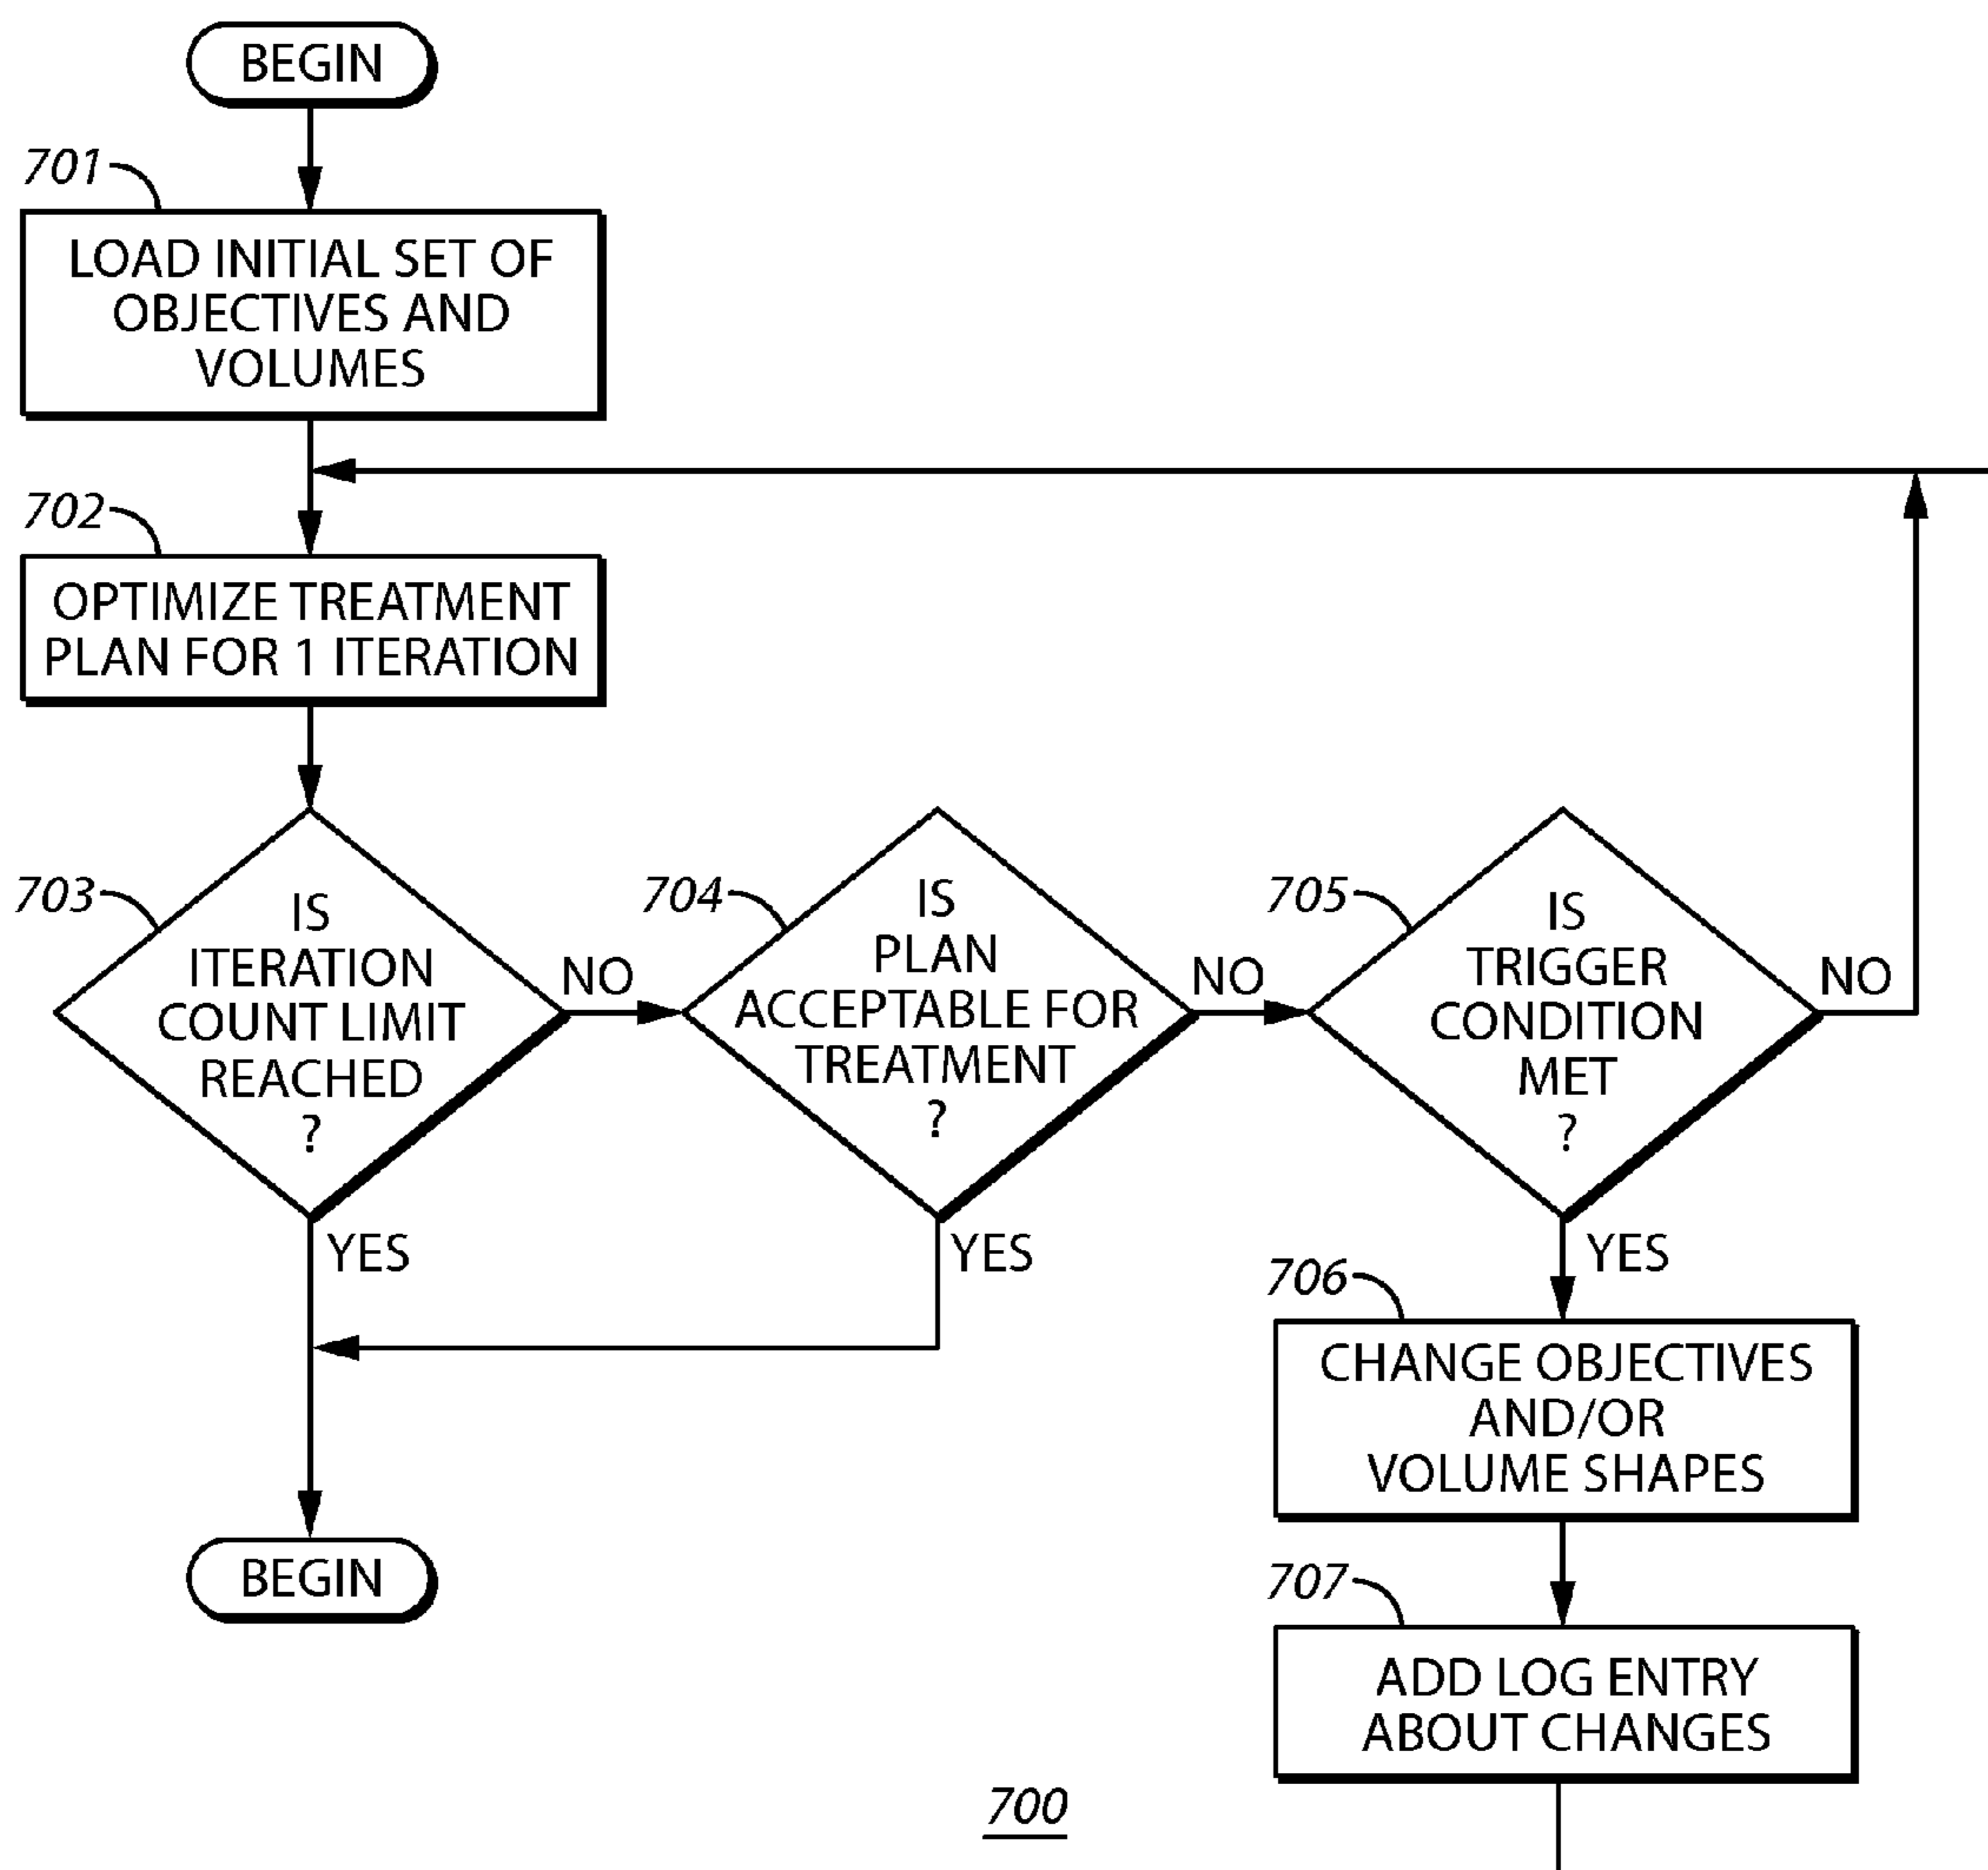 BEGIN
701
LOAD INITIAL SET OF
OBJECTIVES AND
VOLUMES
702
OPTIMIZE TREATMENT
PLAN FOR 1 ITERATION
703
IS
ITERATION
COUNT LIMIT
REACHED
?
NO
YES
704
IS
PLAN
ACCEPTABLE FOR
TREATMENT
?
NO
YES
705
IS
TRIGGER
CONDITION
MET
?
NO
YES
706
CHANGE OBJECTIVES
AND/OR
VOLUME SHAPES
BEGIN
707
ADD LOG ENTRY
ABOUT CHANGES
700